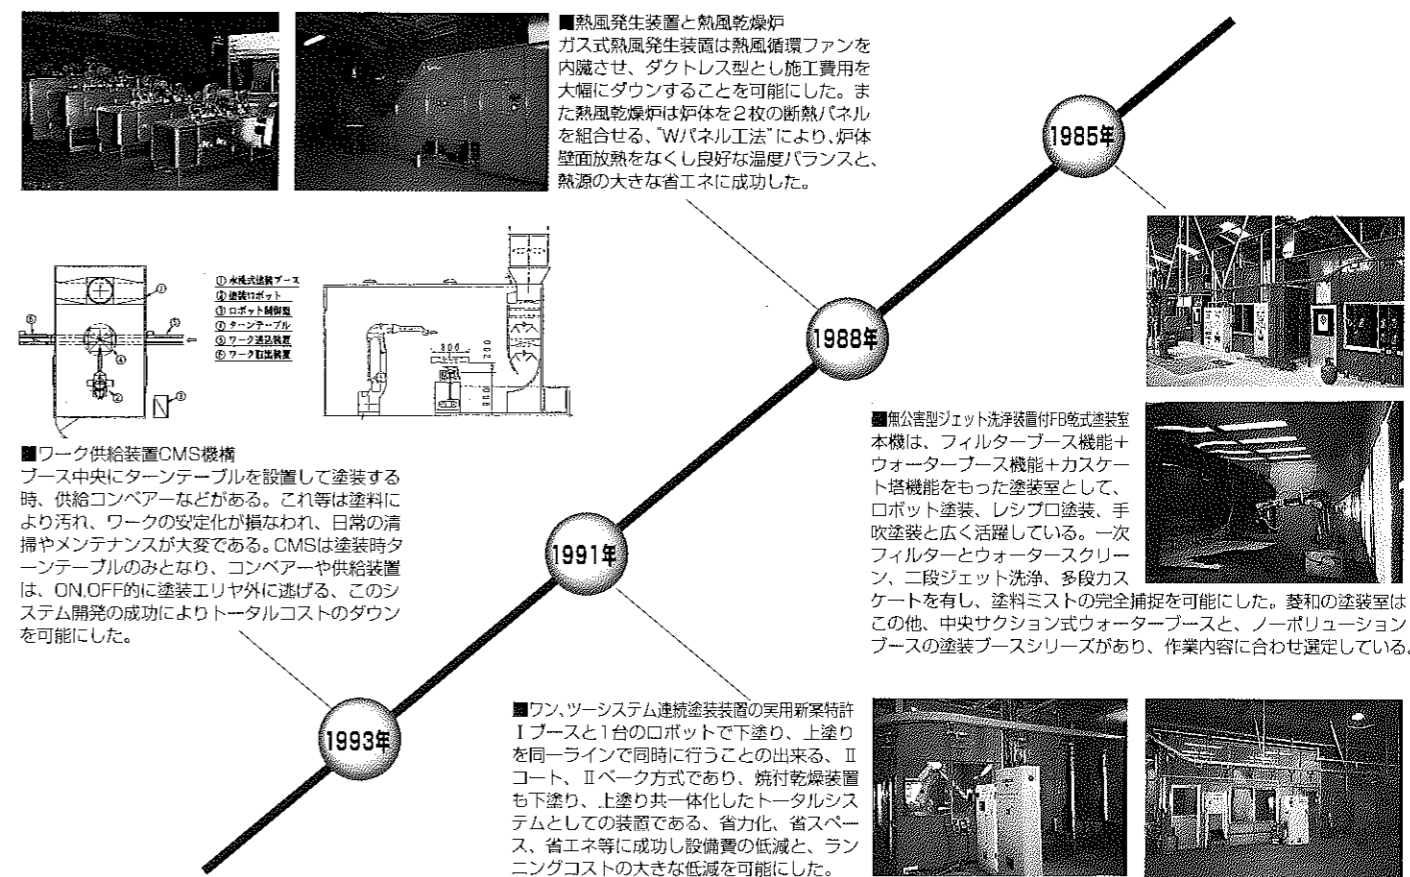 ■熱風発生装置と熱風乾燥炉
ガス式熱風発生装置は熱風循環ファンを
内臓させ、ダクトレス型とし施工費用を
大幅にダウンすることを可能にした。ま
た熱風乾燥炉は炉体を2枚の断熱パネル
を組合せる、"Wパネル工法"により、炉体
壁面放熱をなくし良好な温度バランスと、
熱源の大きな省エネに成功した。
1985年
1988年
1991年
1993年
①水洗式塗装ブース
②塗装ロボット
③ロボット制御盤
④ターンテーブル
⑤ワーク送込装置
⑥ワーク取出装置
①
②
③
④
⑤
⑥
800
200
900
■ワーク供給装置CMS機構
ブース中央にターンテーブルを設置して塗装する
時、供給コンベアーなどがある。これ等は塗料に
より汚れ、ワークの安定化が損なわれ、日常の清
掃やメンテナンスが大変である。CMSは塗装時タ
ーンテーブルのみとなり、コンベアーや供給装置
は、ON,OFF的に塗装エリヤ外に逃げる、このシ
ステム開発の成功によりトータルコストのダウン
を可能にした。
■無公害型ジェット洗浄装置付FB乾式塗装室
本機は、フィルターブース機能＋
ウォーターブース機能＋カスケー
ト塔機能をもった塗装室として、
ロボット塗装、レシプロ塗装、手
吹塗装と広く活躍している。一次
フィルターとウォータースクリー
ン、二段ジェット洗浄、多段カス
ケートを有し、塗料ミストの完全捕捉を可能にした。菱和の塗装室は
この他、中央サクション式ウォーターブースと、ノーポリューション
ブースの塗装ブースシリーズがあり、作業内容に合わせ選定している。
■ワン、ツーシステム連続塗装装置の実用新案特許
Ⅰブースと1台のロボットで下塗り、上塗り
を同一ラインで同時に行うことの出来る、Ⅱ
コート、Ⅱベーク方式であり、焼付乾燥装置
も下塗り、上塗り共一体化したトータルシス
テムとしての装置である、省力化、省スペー
ス、省エネ等に成功し設備費の低減と、ラン
ニングコストの大きな低減を可能にした。